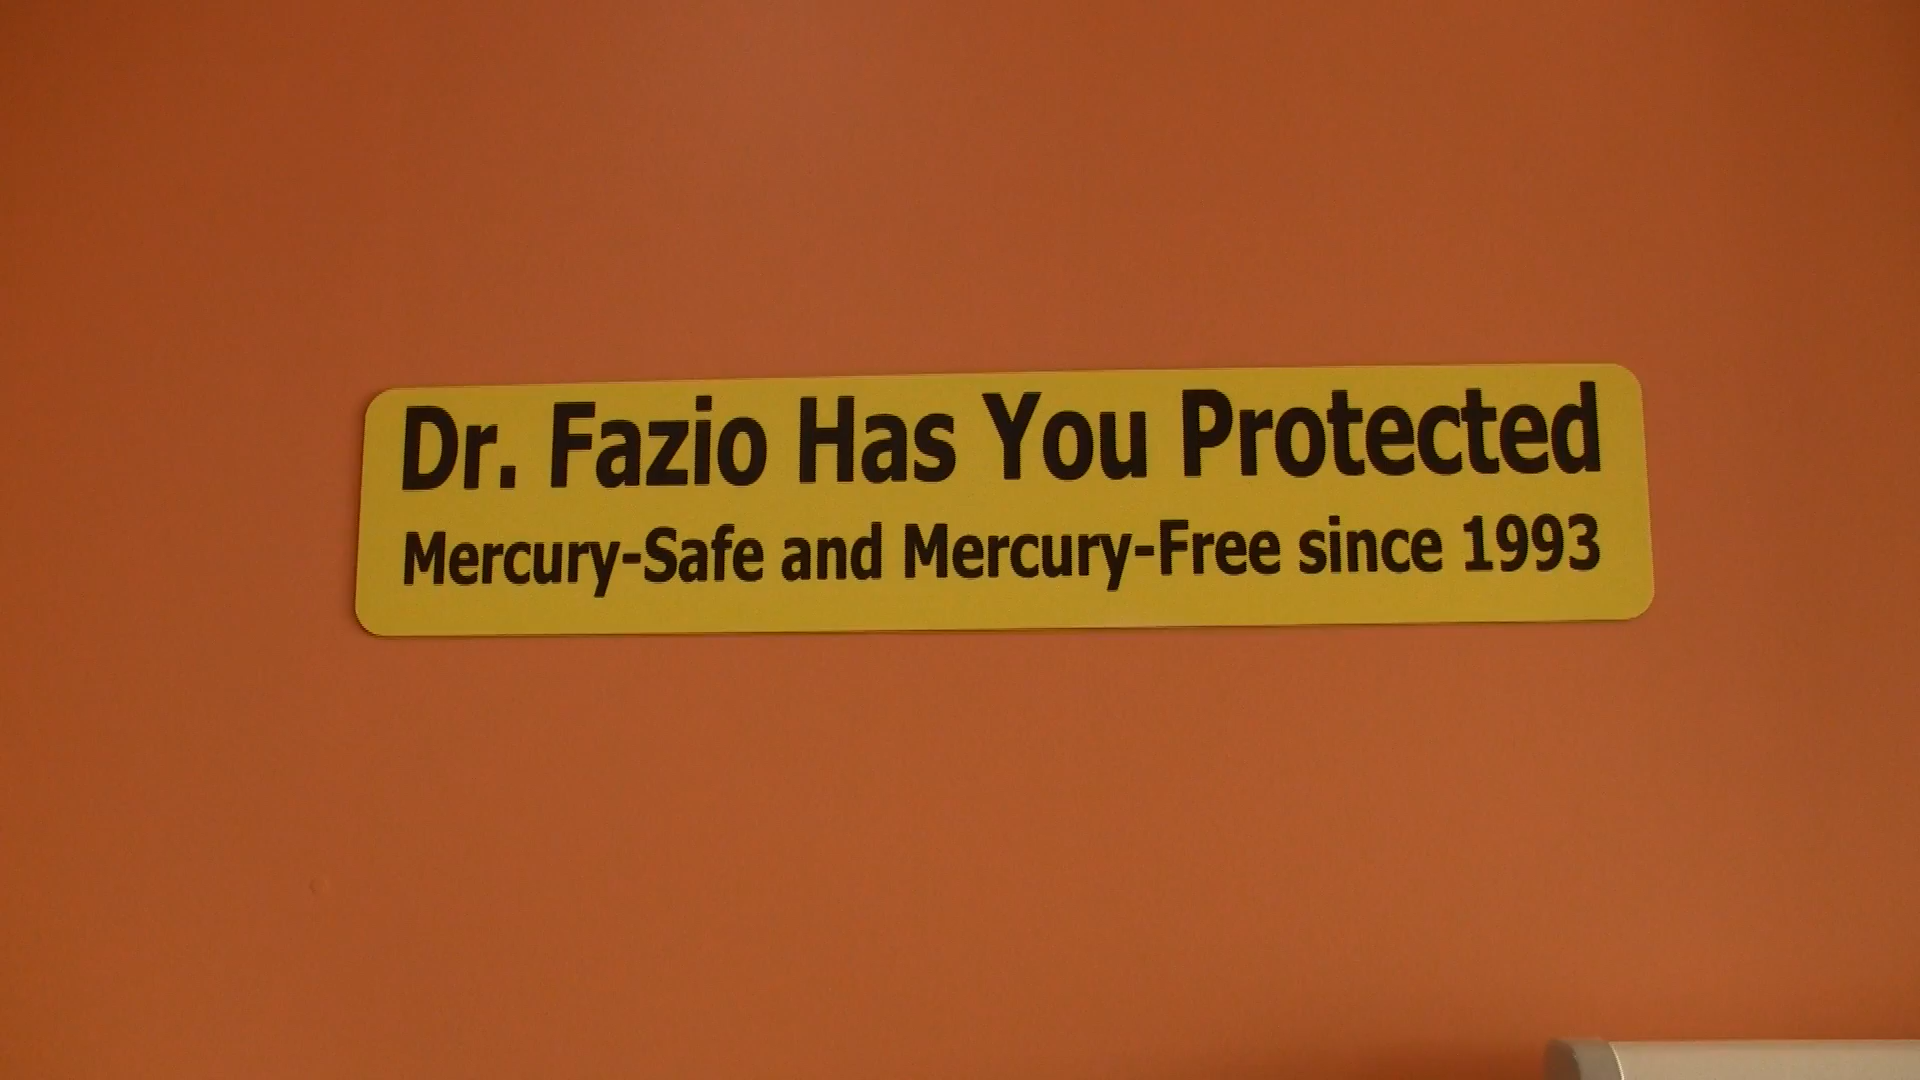 Dr. Fazio Has You Protected
Mercury-Safe and Mercury-Free since 1993